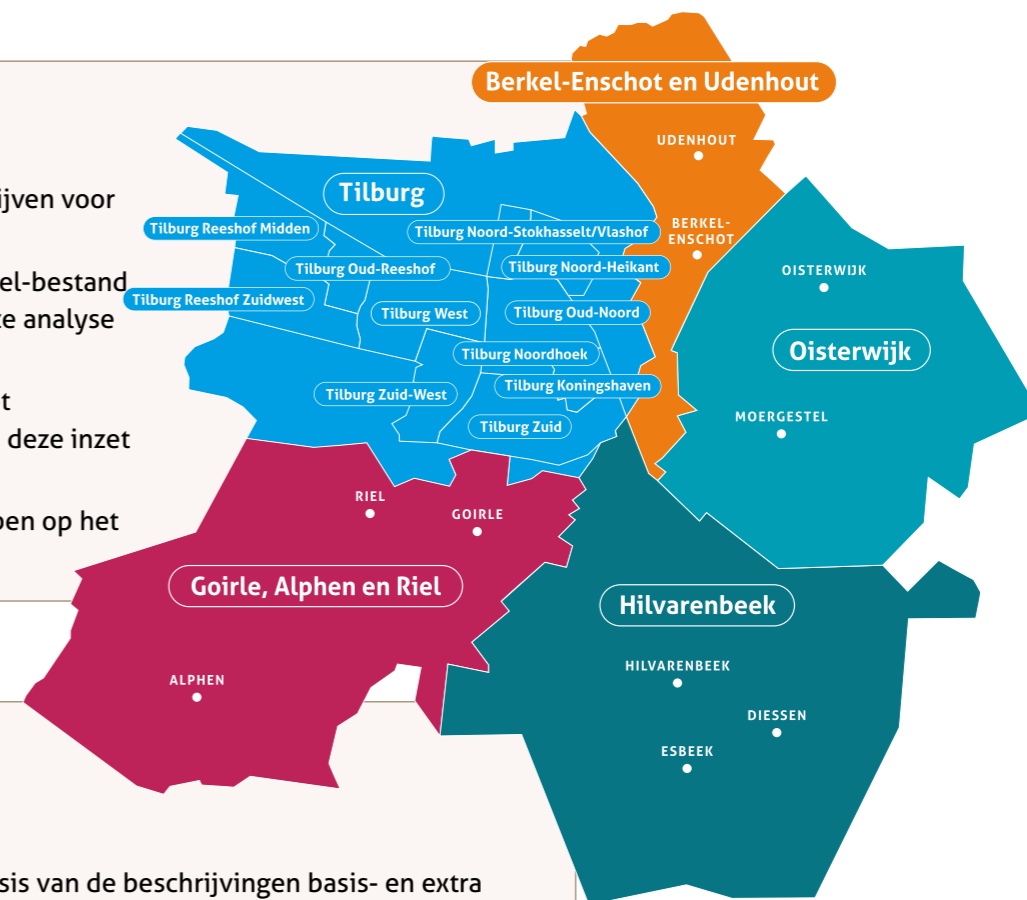 Berkel-Enschot en Udenhout
UDENHOUT
BERKEL-
ENSCHOT
Tilburg
Tilburg Reeshof Midden
Tilburg Noord-Stokhasselt/Vlashof
Tilburg Oud-Reeshof
Tilburg Noord-Heikant
Tilburg Reeshof Zuidwest
Tilburg West
Tilburg Oud-Noord
Tilburg Noordhoek
Tilburg Zuid-West
Tilburg Koningshaven
Tilburg Zuid
OISTERWIJK
Oisterwijk
MOERGESTEL
RIEL
GOIRLE
Goirle, Alphen en Riel
ALPHEN
Hilvarenbeek
HILVARENBEEK
DIESSEN
ESBEEK
ijven voor
el-bestand
e analyse
t
deze inzet
en op het
sis van de beschrijvingen basis- en extra